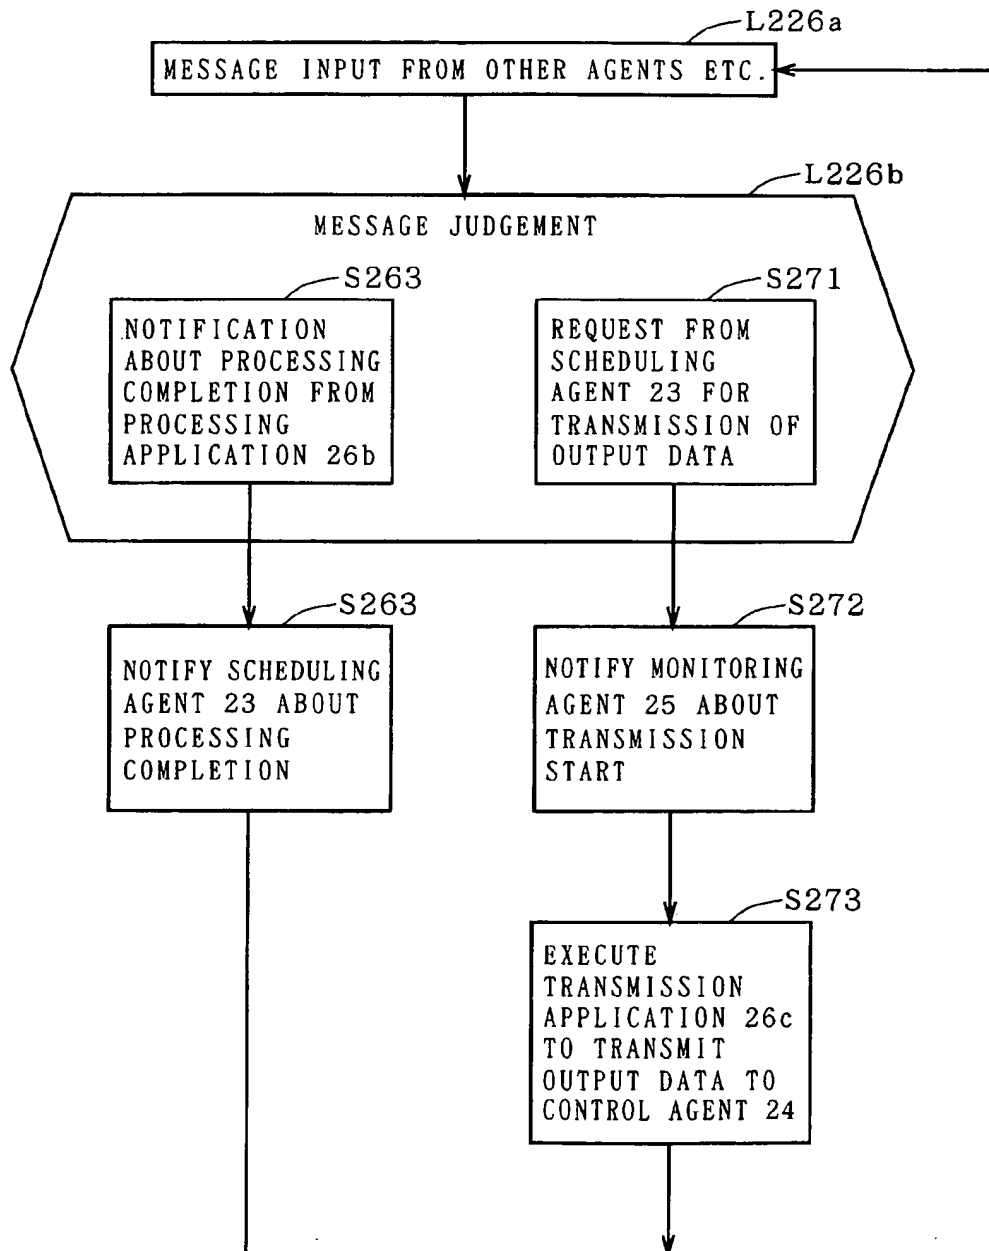 L226a
MESSAGE INPUT FROM OTHER AGENTS ETC.
L226b
MESSAGE JUDGEMENT
S263
NOTIFICATION
ABOUT PROCESSING
COMPLETION FROM
PROCESSING
APPLICATION 26b
S271
REQUEST FROM
SCHEDULING
AGENT 23 FOR
TRANSMISSION OF
OUTPUT DATA
S263
NOTIFY SCHEDULING
AGENT 23 ABOUT
PROCESSING
COMPLETION
S272
NOTIFY MONITORING
AGENT 25 ABOUT
TRANSMISSION
START
S273
EXECUTE
TRANSMISSION
APPLICATION 26c
TO TRANSMIT
OUTPUT DATA TO
CONTROL AGENT 24